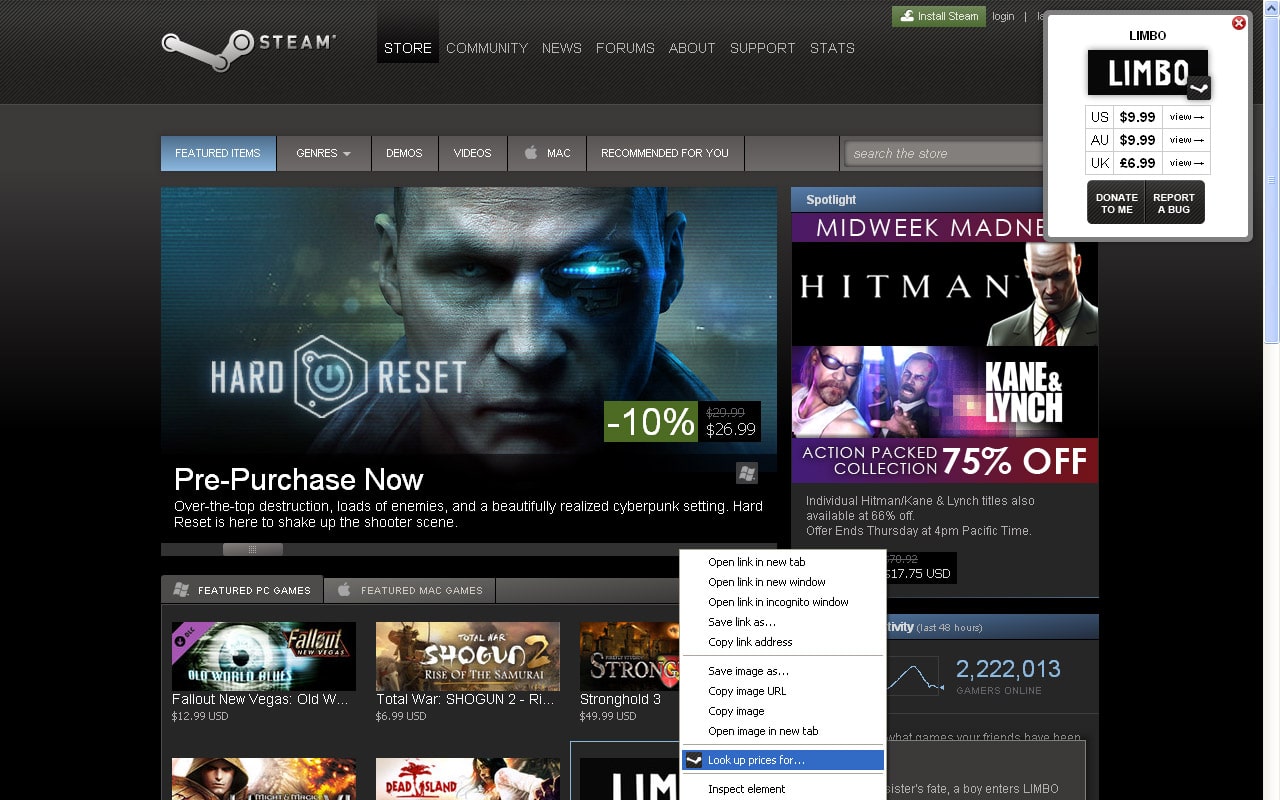 Install Steam login |
STEAM
STORE COMMUNITY NEWS FORUMS ABOUT SUPPORT STATS
LIMBO
LIMBO
US $9.99 view→
AU $9.99 view→
UK £6.99 view→
DONATE TO ME
REPORT A BUG
FEATURED ITEMS GENRES DEMOS VIDEOS MAC RECOMMENDED FOR YOU search the store
HARD RESET
-10% $29.99
$26.99
Pre-Purchase Now
Over-the-top destruction, loads of enemies, and a beautifully realized cyberpunk setting. Hard
Reset is here to shake up the shooter scene.
Spotlight
MIDWEEK MADNE
HITMAN
KANE &
LYNCH
ACTION PACKED
COLLECTION 75% OFF
Individual Hitman/Kane & Lynch titles also
available at 66% off.
Offer Ends Thursday at 4pm Pacific Time.
70.92
$17.75 USD
FEATURED PC GAMES FEATURED MAC GAMES
DLC
Fallout
NEW VEGAS
OLD WORLD BLUES
Fallout New Vegas: Old W...
$12.99 USD
TOTAL WAR
SHOGUN 2
RISE OF THE SAMURAI
Total War: SHOGUN 2 - Ri...
$6.99 USD
FIREFLY STUDIOS'
STRONG
Stronghold 3
$49.99 USD
MIGHT & MAGIC
DEAD ISLAND
LIM
Open link in new tab
Open link in new window
Open link in incognito window
Save link as...
Copy link address
Save image as...
Copy image URL
Copy image
Open image in new tab
Look up prices for...
Inspect element
tivity (last 48 hours)
2,222,013
GAMERS ONLINE
what games your friends have been
sister's fate, a boy enters LIMBO